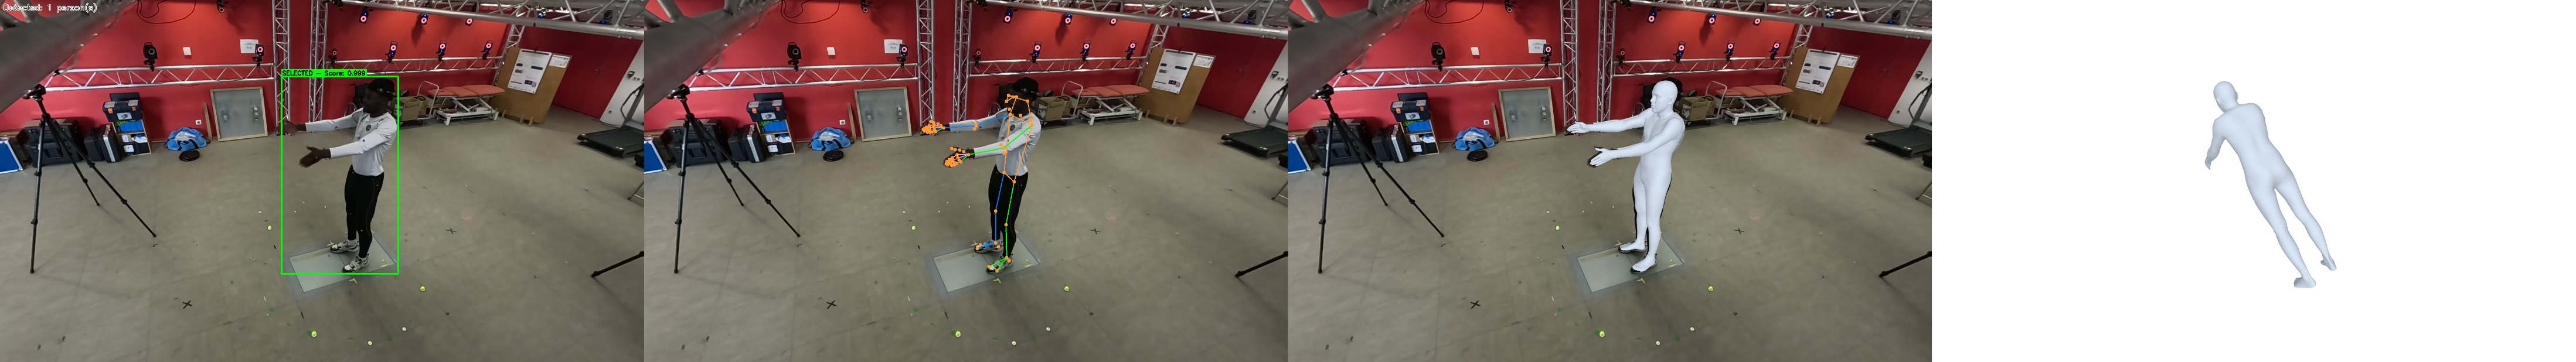 Detected: 1 person(s)
SELECTED - Score: 0.999